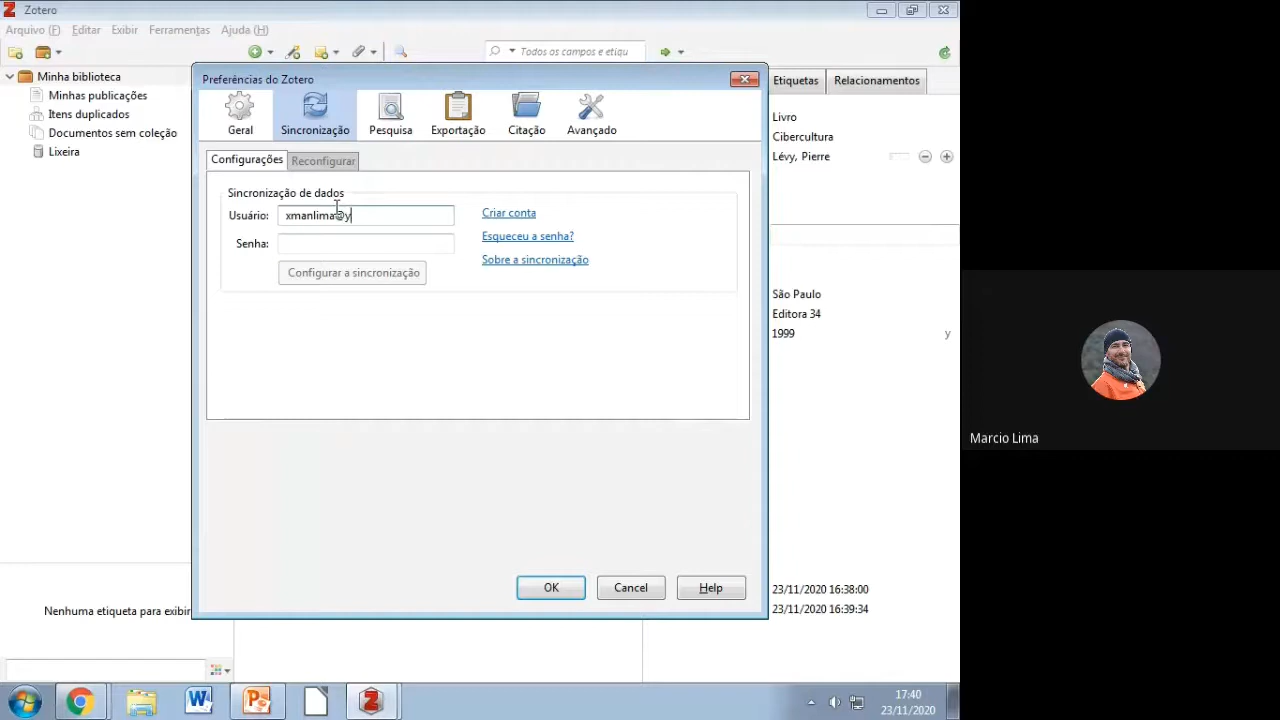 Zotero
Arquivo (F) Editar Exibir Ferramentas Ajuda (H)
Todos os campos e etiqu
Minha biblioteca
Minhas publicações
Itens duplicados
Documentos sem coleção
Lixeira
Nenhuma etiqueta para exibir
Preferências do Zotero
Geral Sincronização Pesquisa Exportação Citação Avançado
Configurações Reconfigurar
Sincronização de dados
Usuário: xmanlima@y
Senha:
Configurar a sincronização
Criar conta
Esqueceu a senha?
Sobre a sincronização
OK Cancel Help
Etiquetas Relacionamentos
Livro
Cibercultura
Lévy, Pierre
São Paulo
Editora 34
1999 y
23/11/2020 16:38:00
23/11/2020 16:39:34
Marcio Lima
17:40
23/11/2020